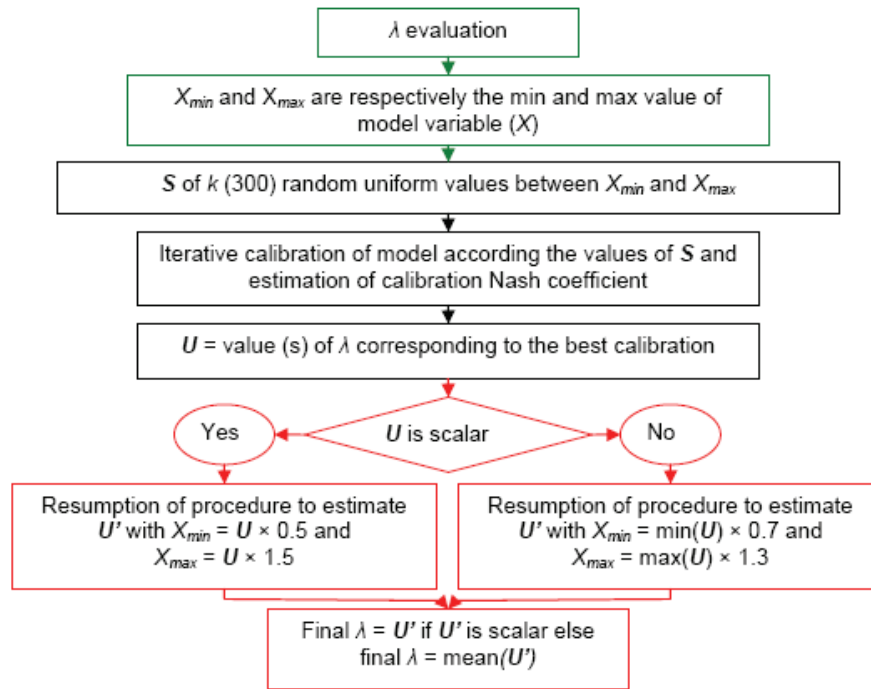 λ evaluation
Xmin and Xmax are respectively the min and max value of
model variable (X)
S of k (300) random uniform values between Xmin and Xmax
Iterative calibration of model according the values of S and
estimation of calibration Nash coefficient
U = value (s) of λ corresponding to the best calibration
Yes
U is scalar
No
Resumption of procedure to estimate
U' with Xmin = U × 0.5 and
Xmax = U × 1.5
Resumption of procedure to estimate
U' with Xmin = min(U) × 0.7 and
Xmax = max(U) × 1.3
Final λ = U' if U' is scalar else
final λ = mean(U')